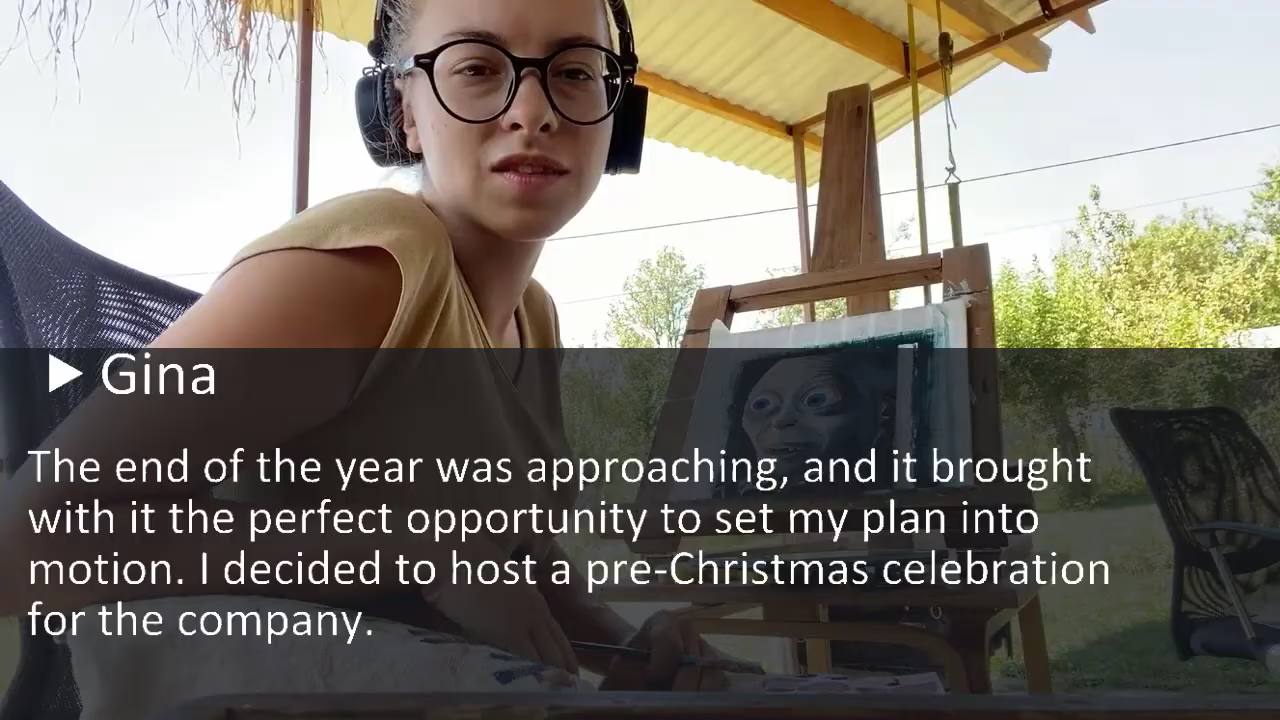 Gina
The end of the year was approaching, and it brought
with it the perfect opportunity to set my plan into
motion. I decided to host a pre-Christmas celebration
for the company.